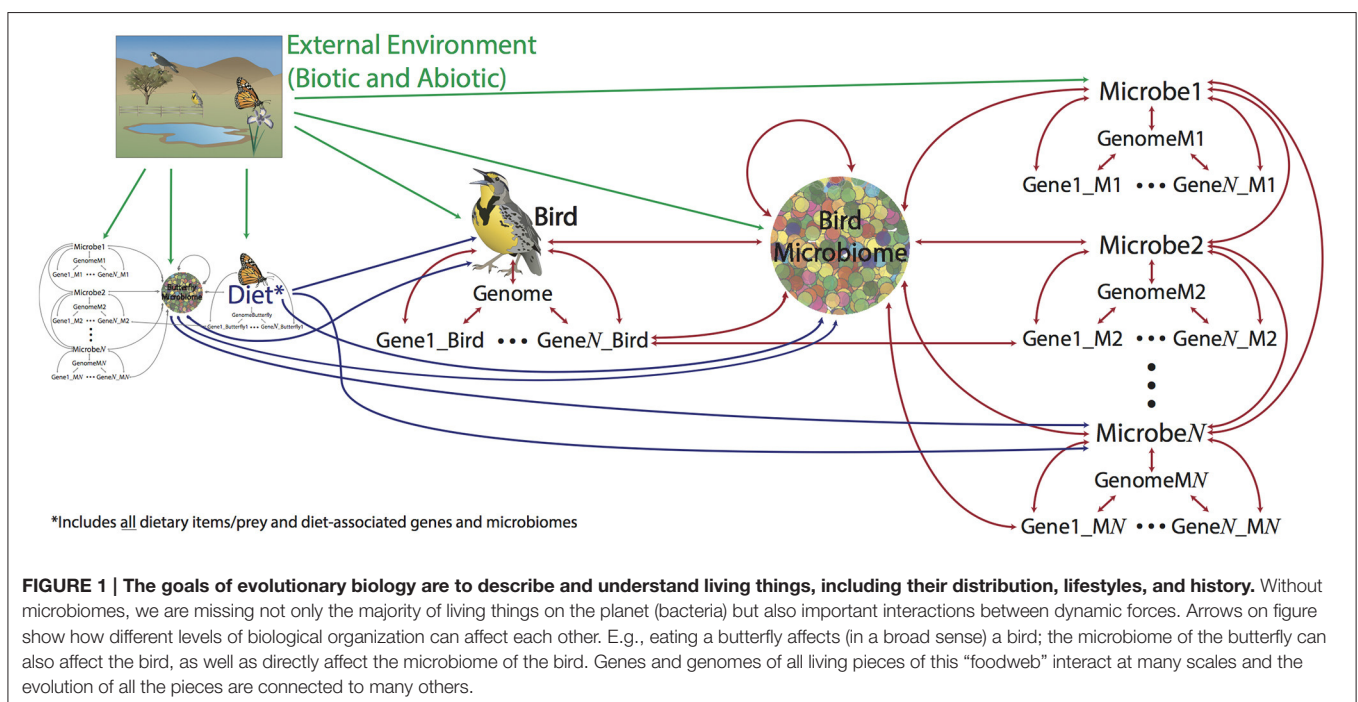 External Environment
(Biotic and Abiotic)
Microbe1
GenomeM1
Gene1_M1 ••• GeneN_M1
Bird
Bird
Microbiome
Microbe2
GenomeM2
Gene1_M2 ••• GeneN_M2
Genome
Gene1_Bird ••• GeneN_Bird
Microbe1
GenomeM1
Gene1_M1 ••• GeneN_M1
Microbe2
GenomeM2
Gene1_M2 ••• GeneN_M2
MicrobeN
GenomeMN
Gene1_MN ••• GeneN_MN
Butterfly
Microbiome
Diet*
GenomeButterfly
Gene1_Butterfly1 ••• GeneN_Butterfly1
MicrobeN
GenomeMN
Gene1_MN ••• GeneN_MN
*Includes all dietary items/prey and diet-associated genes and microbiomes
FIGURE 1 | The goals of evolutionary biology are to describe and understand living things, including their distribution, lifestyles, and history. Without
microbiomes, we are missing not only the majority of living things on the planet (bacteria) but also important interactions between dynamic forces. Arrows on figure
show how different levels of biological organization can affect each other. E.g., eating a butterfly affects (in a broad sense) a bird; the microbiome of the butterfly can
also affect the bird, as well as directly affect the microbiome of the bird. Genes and genomes of all living pieces of this “foodweb” interact at many scales and the
evolution of all the pieces are connected to many others.